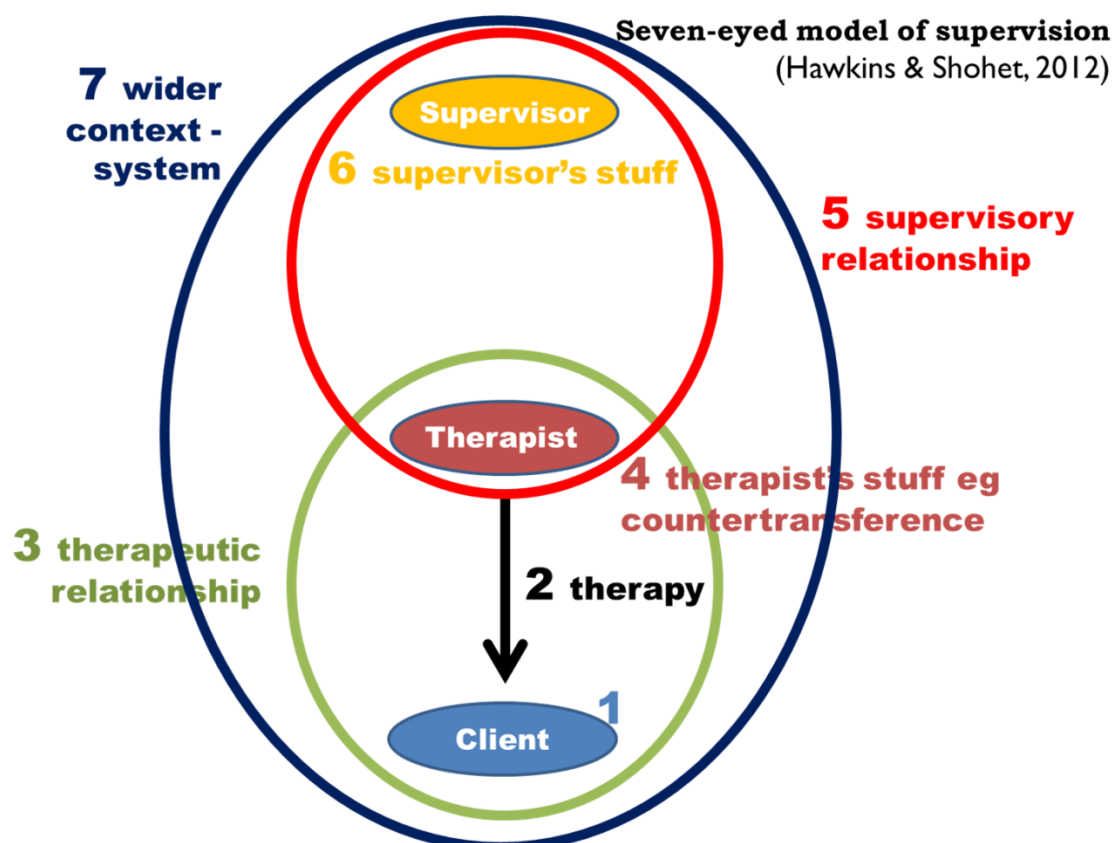 Seven-eyed model of supervision
(Hawkins & Shohet, 2012)
7 wider
context -
system
Supervisor
6 supervisor's stuff
5 supervisory
relationship
Therapist
4 therapist's stuff eg
countertransference
3 therapeutic
relationship
2 therapy
1
Client